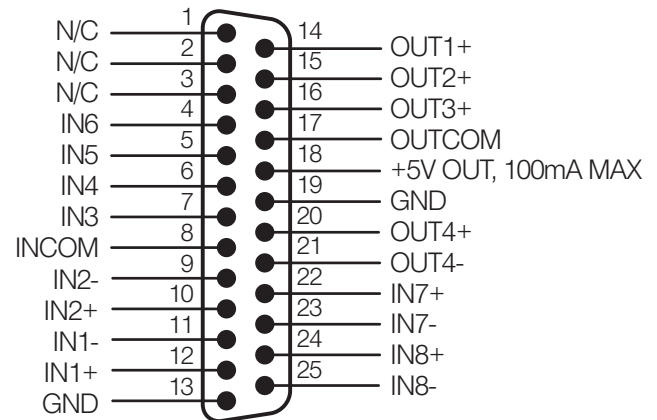 N/C 1
N/C 2
N/C 3
IN6 4
IN5 5
IN4 6
IN3 7
INCOM 8
IN2- 9
IN2+ 10
IN1- 11
IN1+ 12
GND 13
14 OUT1+
15 OUT2+
16 OUT3+
17 OUTCOM
18 +5V OUT, 100mA MAX
19 GND
20 OUT4+
21 OUT4-
22 IN7+
23 IN7-
24 IN8+
25 IN8-